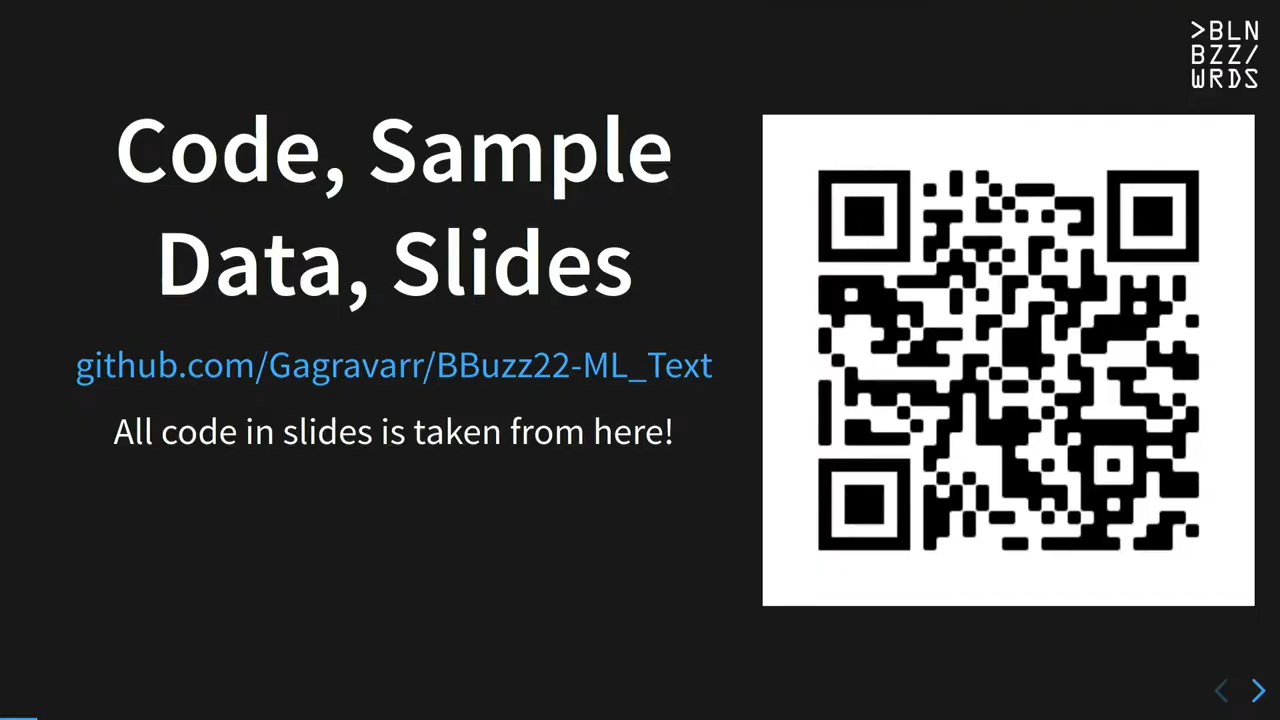 >BLN
BZZ/
WRDS
Code, Sample
Data, Slides
github.com/Gagravarr/BBuzz22-ML_Text
All code in slides is taken from here!